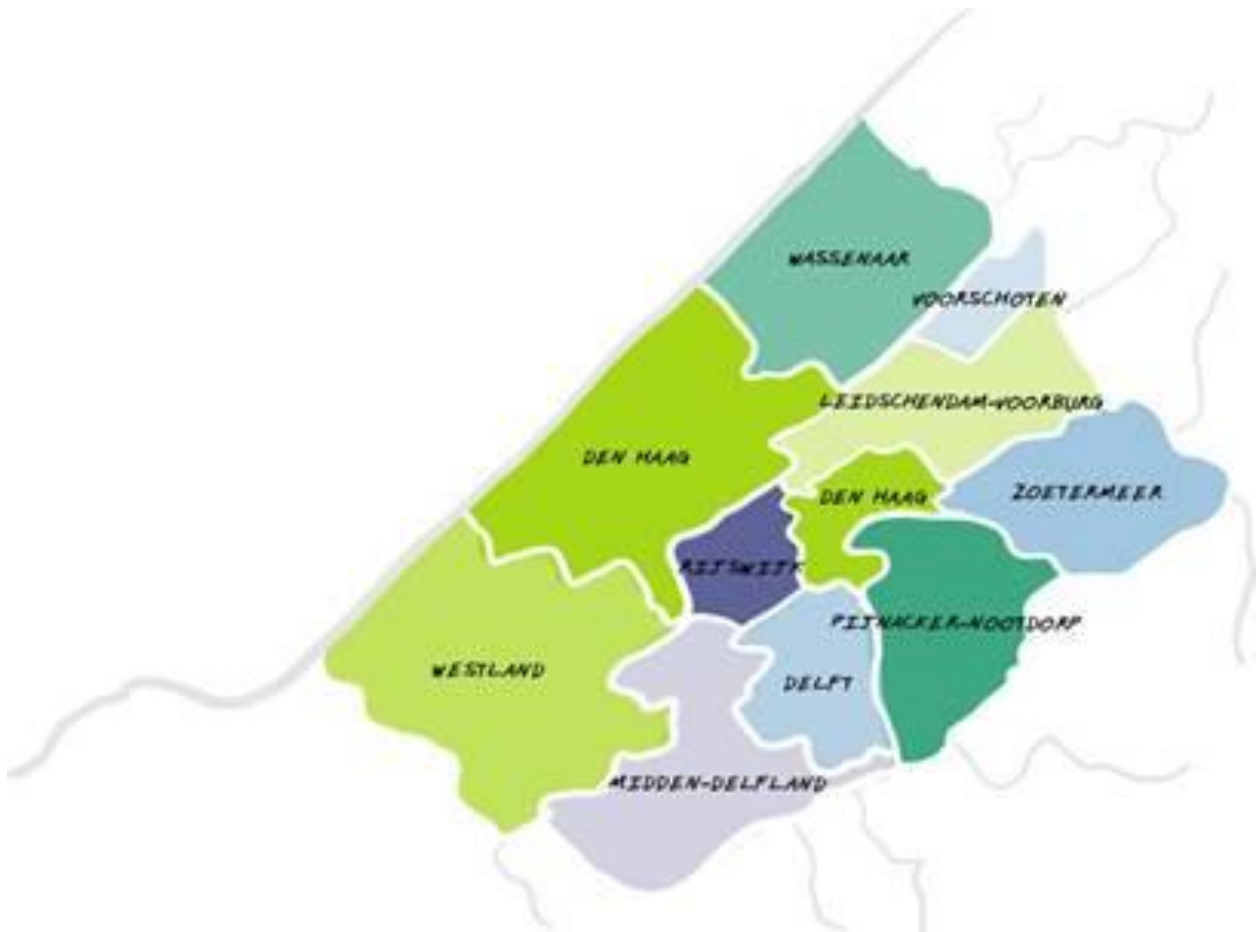 WASSENAAR
VOORSCHOTEN
LEIDSCHENDAM-VOORBURG
DEN HAAG
DEN HAAG
ZOETERMEER
RIJSWIJK
PIJNACKER-NOOTDORP
WESTLAND
DELFT
MIDDEN-DELFLAND